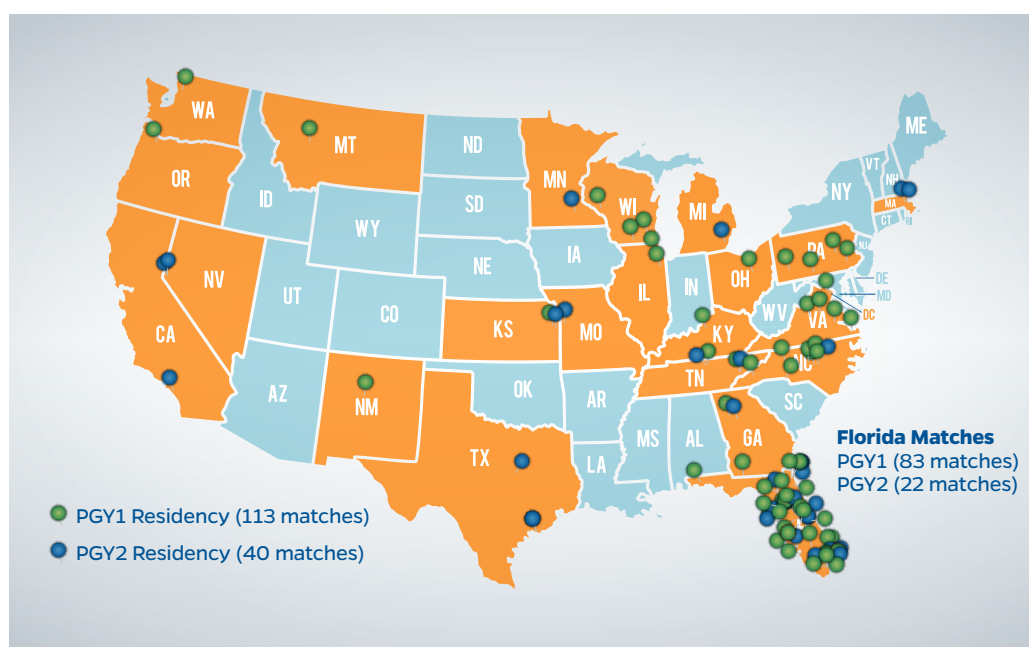 WA
MT
ND
MN
ME
VT
NH
OR
ID
SD
WI
MI
NY
MA
CT
RI
WY
IA
PA
NJ
NE
OH
NV
IL
IN
DE
MD
UT
CO
WV
DC
KS
MO
KY
VA
CA
NC
TN
AZ
NM
OK
AR
SC
TX
MS
AL
GA
LA
Florida Matches
PGY1 (83 matches)
PGY2 (22 matches)
PGY1 Residency (113 matches)
PGY2 Residency (40 matches)